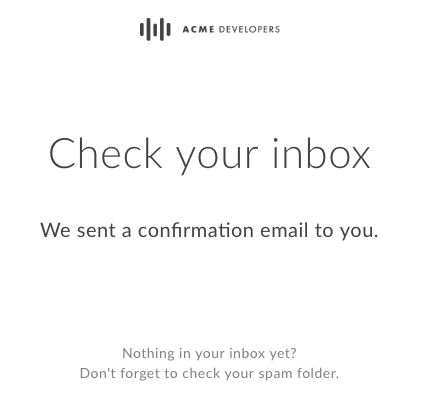 ACME DEVELOPERS
Check your inbox
We sent a confirmation email to you.
Nothing in your inbox yet?
Don't forget to check your spam folder.